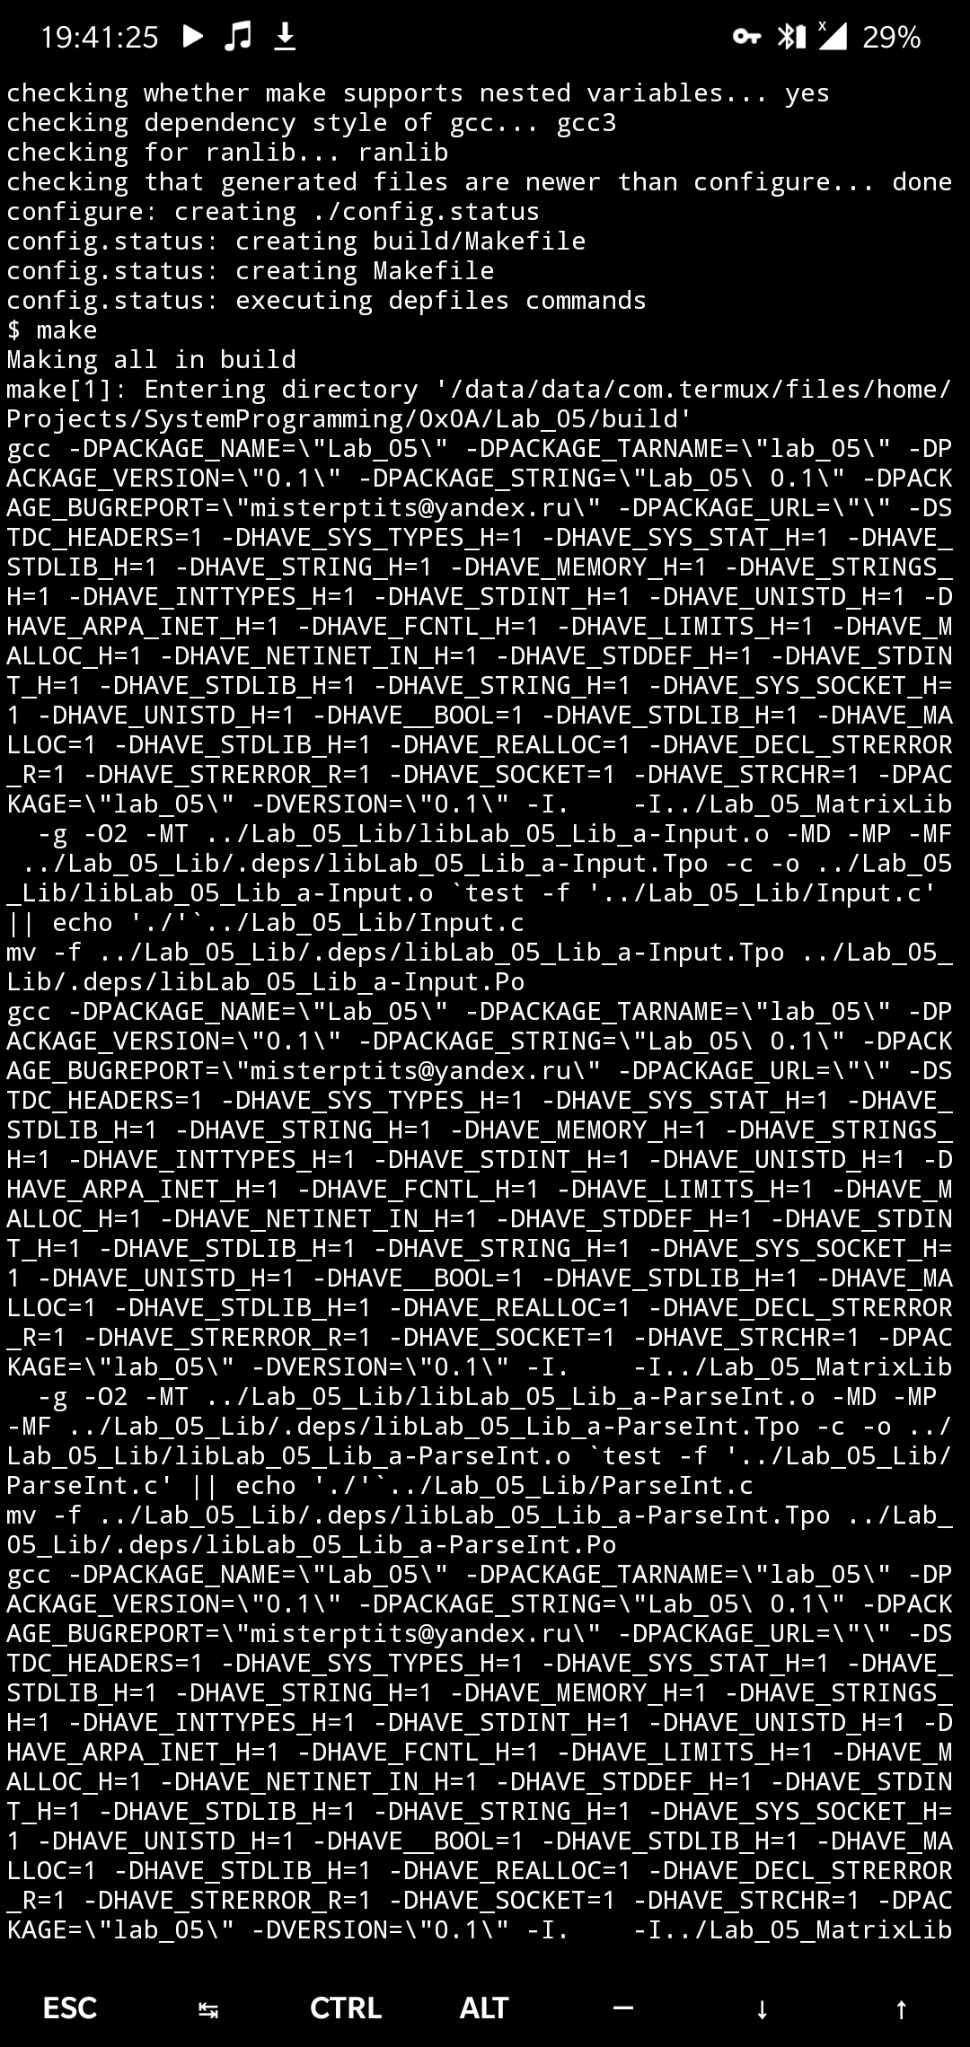 19:41:25 29%
checking whether make supports nested variables... yes
checking dependency style of gcc... gcc3
checking for ranlib... ranlib
checking that generated files are newer than configure... done
configure: creating ./config.status
config.status: creating build/Makefile
config.status: creating Makefile
config.status: executing depfiles commands
$ make
Making all in build
make[1]: Entering directory '/data/data/com.termux/files/home/
Projects/SystemProgramming/0x0A/Lab_05/build'
gcc -DPACKAGE_NAME=\"Lab_05\" -DPACKAGE_TARNAME=\"lab_05\" -DP
ACKAGE_VERSION=\"0.1\" -DPACKAGE_STRING=\"Lab_05\ 0.1\" -DPACK
AGE_BUGREPORT=\"misterptits@yandex.ru\" -DPACKAGE_URL=\"\" -DS
TDC_HEADERS=1 -DHAVE_SYS_TYPES_H=1 -DHAVE_SYS_STAT_H=1 -DHAVE_
STDLIB_H=1 -DHAVE_STRING_H=1 -DHAVE_MEMORY_H=1 -DHAVE_STRINGS_
H=1 -DHAVE_INTTYPES_H=1 -DHAVE_STDINT_H=1 -DHAVE_UNISTD_H=1 -D
HAVE_ARPA_INET_H=1 -DHAVE_FCNTL_H=1 -DHAVE_LIMITS_H=1 -DHAVE_M
ALLOC_H=1 -DHAVE_NETINET_IN_H=1 -DHAVE_STDDEF_H=1 -DHAVE_STDIN
T_H=1 -DHAVE_STDLIB_H=1 -DHAVE_STRING_H=1 -DHAVE_SYS_SOCKET_H=
1 -DHAVE_UNISTD_H=1 -DHAVE__BOOL=1 -DHAVE_STDLIB_H=1 -DHAVE_MA
LLOC=1 -DHAVE_STDLIB_H=1 -DHAVE_REALLOC=1 -DHAVE_DECL_STRERROR
_R=1 -DHAVE_STRERROR_R=1 -DHAVE_SOCKET=1 -DHAVE_STRCHR=1 -DPAC
KAGE=\"lab_05\" -DVERSION=\"0.1\" -I.    -I../Lab_05_MatrixLib
  -g -O2 -MT ../Lab_05_Lib/libLab_05_Lib_a-Input.o -MD -MP -MF
 ../Lab_05_Lib/.deps/libLab_05_Lib_a-Input.Tpo -c -o ../Lab_05
_Lib/libLab_05_Lib_a-Input.o `test -f '../Lab_05_Lib/Input.c'
|| echo './'`../Lab_05_Lib/Input.c
mv -f ../Lab_05_Lib/.deps/libLab_05_Lib_a-Input.Tpo ../Lab_05_
Lib/.deps/libLab_05_Lib_a-Input.Po
gcc -DPACKAGE_NAME=\"Lab_05\" -DPACKAGE_TARNAME=\"lab_05\" -DP
ACKAGE_VERSION=\"0.1\" -DPACKAGE_STRING=\"Lab_05\ 0.1\" -DPACK
AGE_BUGREPORT=\"misterptits@yandex.ru\" -DPACKAGE_URL=\"\" -DS
TDC_HEADERS=1 -DHAVE_SYS_TYPES_H=1 -DHAVE_SYS_STAT_H=1 -DHAVE_
STDLIB_H=1 -DHAVE_STRING_H=1 -DHAVE_MEMORY_H=1 -DHAVE_STRINGS_
H=1 -DHAVE_INTTYPES_H=1 -DHAVE_STDINT_H=1 -DHAVE_UNISTD_H=1 -D
HAVE_ARPA_INET_H=1 -DHAVE_FCNTL_H=1 -DHAVE_LIMITS_H=1 -DHAVE_M
ALLOC_H=1 -DHAVE_NETINET_IN_H=1 -DHAVE_STDDEF_H=1 -DHAVE_STDIN
T_H=1 -DHAVE_STDLIB_H=1 -DHAVE_STRING_H=1 -DHAVE_SYS_SOCKET_H=
1 -DHAVE_UNISTD_H=1 -DHAVE__BOOL=1 -DHAVE_STDLIB_H=1 -DHAVE_MA
LLOC=1 -DHAVE_STDLIB_H=1 -DHAVE_REALLOC=1 -DHAVE_DECL_STRERROR
_R=1 -DHAVE_STRERROR_R=1 -DHAVE_SOCKET=1 -DHAVE_STRCHR=1 -DPAC
KAGE=\"lab_05\" -DVERSION=\"0.1\" -I.    -I../Lab_05_MatrixLib
  -g -O2 -MT ../Lab_05_Lib/libLab_05_Lib_a-ParseInt.o -MD -MP
-MF ../Lab_05_Lib/.deps/libLab_05_Lib_a-ParseInt.Tpo -c -o ../
Lab_05_Lib/libLab_05_Lib_a-ParseInt.o `test -f '../Lab_05_Lib/
ParseInt.c' || echo './'`../Lab_05_Lib/ParseInt.c
mv -f ../Lab_05_Lib/.deps/libLab_05_Lib_a-ParseInt.Tpo ../Lab_
05_Lib/.deps/libLab_05_Lib_a-ParseInt.Po
gcc -DPACKAGE_NAME=\"Lab_05\" -DPACKAGE_TARNAME=\"lab_05\" -DP
ACKAGE_VERSION=\"0.1\" -DPACKAGE_STRING=\"Lab_05\ 0.1\" -DPACK
AGE_BUGREPORT=\"misterptits@yandex.ru\" -DPACKAGE_URL=\"\" -DS
TDC_HEADERS=1 -DHAVE_SYS_TYPES_H=1 -DHAVE_SYS_STAT_H=1 -DHAVE_
STDLIB_H=1 -DHAVE_STRING_H=1 -DHAVE_MEMORY_H=1 -DHAVE_STRINGS_
H=1 -DHAVE_INTTYPES_H=1 -DHAVE_STDINT_H=1 -DHAVE_UNISTD_H=1 -D
HAVE_ARPA_INET_H=1 -DHAVE_FCNTL_H=1 -DHAVE_LIMITS_H=1 -DHAVE_M
ALLOC_H=1 -DHAVE_NETINET_IN_H=1 -DHAVE_STDDEF_H=1 -DHAVE_STDIN
T_H=1 -DHAVE_STDLIB_H=1 -DHAVE_STRING_H=1 -DHAVE_SYS_SOCKET_H=
1 -DHAVE_UNISTD_H=1 -DHAVE__BOOL=1 -DHAVE_STDLIB_H=1 -DHAVE_MA
LLOC=1 -DHAVE_STDLIB_H=1 -DHAVE_REALLOC=1 -DHAVE_DECL_STRERROR
_R=1 -DHAVE_STRERROR_R=1 -DHAVE_SOCKET=1 -DHAVE_STRCHR=1 -DPAC
KAGE=\"lab_05\" -DVERSION=\"0.1\" -I.    -I../Lab_05_MatrixLib
ESC ↹ CTRL ALT — ↓ ↑